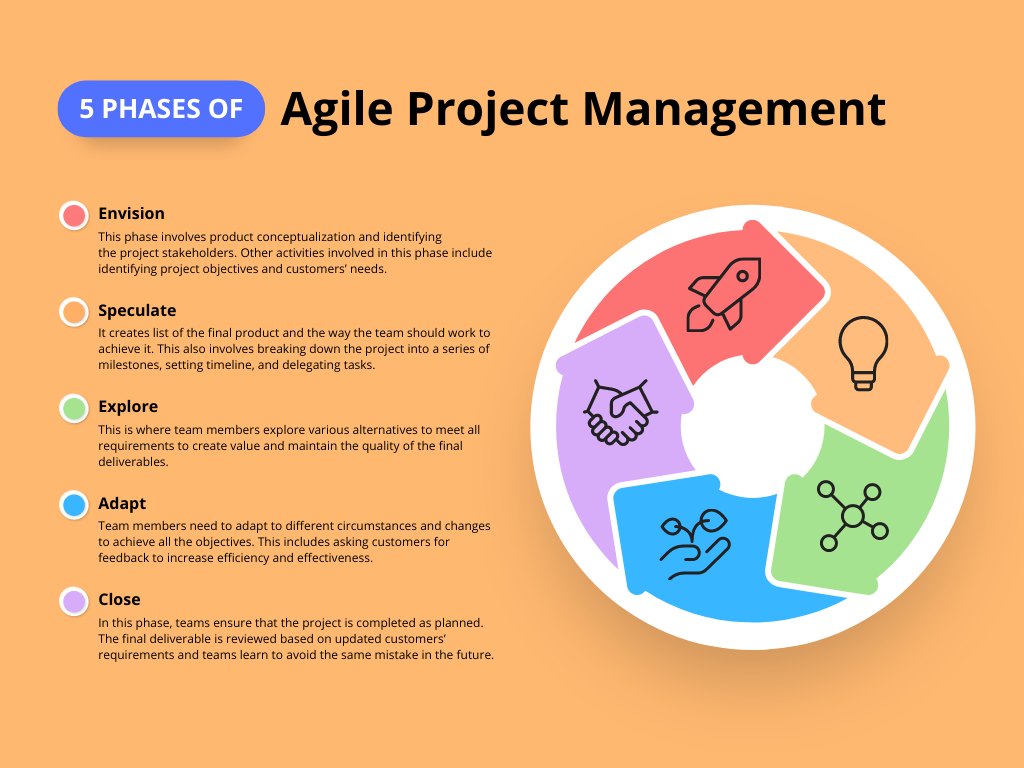 5 PHASES OF Agile Project Management
Envision
This phase involves product conceptualization and identifying
the project stakeholders. Other activities involved in this phase include
identifying project objectives and customers’ needs.
Speculate
It creates list of the final product and the way the team should work to
achieve it. This also involves breaking down the project into a series of
milestones, setting timeline, and delegating tasks.
Explore
This is where team members explore various alternatives to meet all
requirements to create value and maintain the quality of the final
deliverables.
Adapt
Team members need to adapt to different circumstances and changes
to achieve all the objectives. This includes asking customers for
feedback to increase efficiency and effectiveness.
Close
In this phase, teams ensure that the project is completed as planned.
The final deliverable is reviewed based on updated customers’
requirements and teams learn to avoid the same mistake in the future.